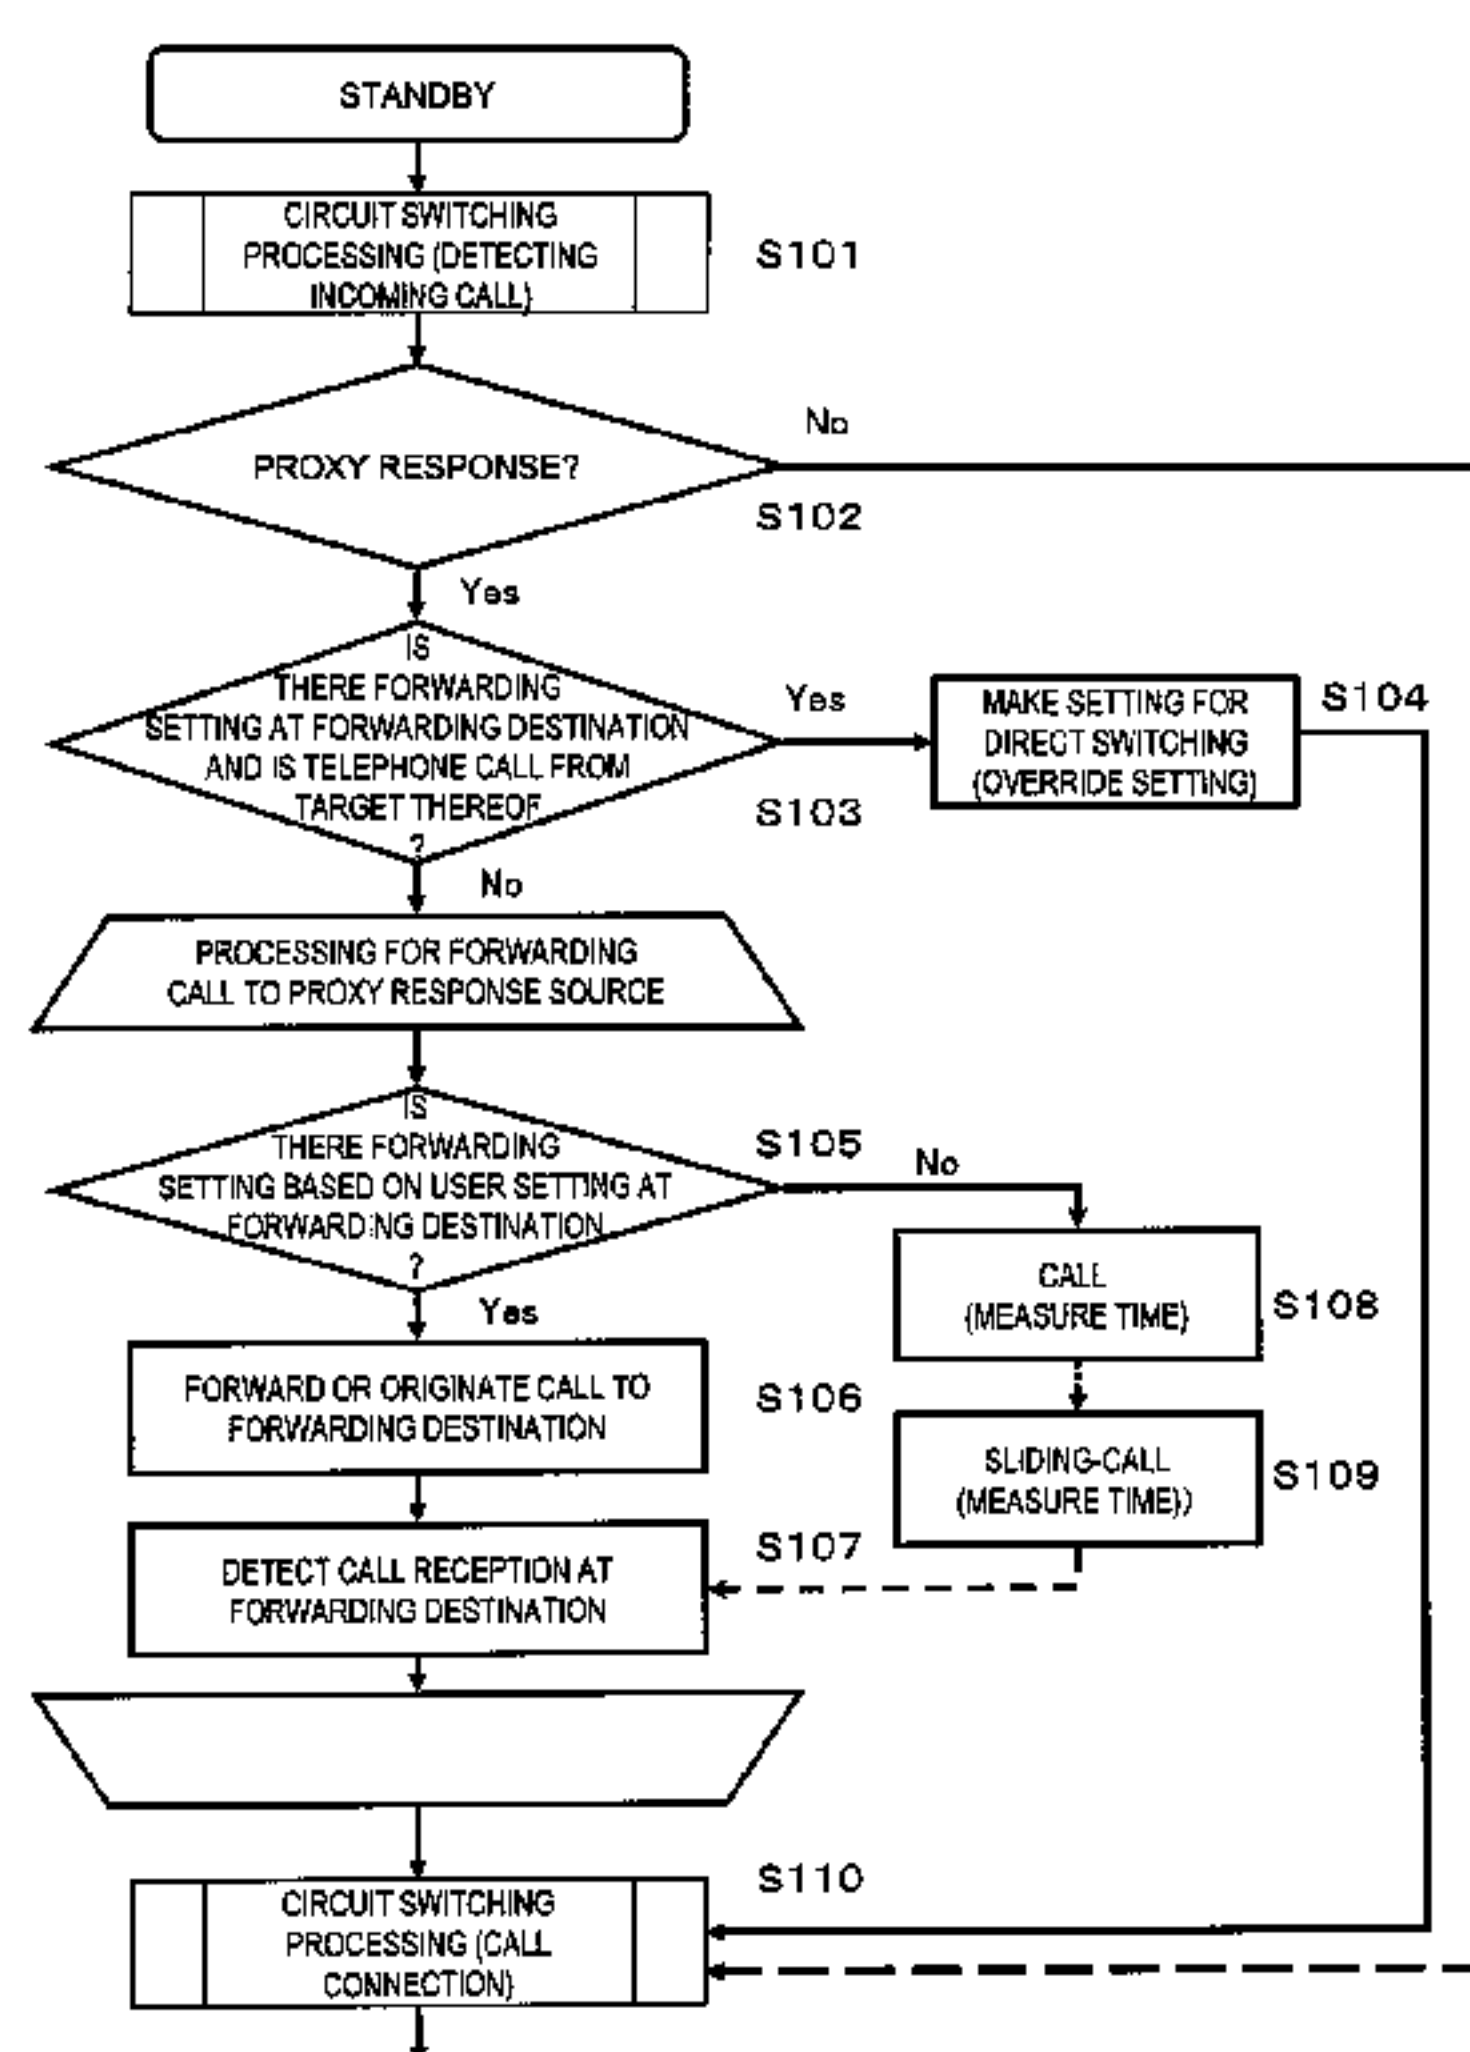 STANDBY
CIRCUIT SWITCHING
PROCESSING (DETECTING
INCOMING CALL)
S101
No
PROXY RESPONSE?
S102
Yes
IS
THERE FORWARDING
SETTING AT FORWARDING DESTINATION
AND IS TELEPHONE CALL FROM
TARGET THEREOF
?
Yes
S103
MAKE SETTING FOR
DIRECT SWITCHING
(OVERRIDE SETTING)
S104
No
PROCESSING FOR FORWARDING
CALL TO PROXY RESPONSE SOURCE
IS
THERE FORWARDING
SETTING BASED ON USER SETTING AT
FORWARDING DESTINATION
?
S105
No
Yes
CALL
(MEASURE TIME)
S108
FORWARD OR ORIGINATE CALL TO
FORWARDING DESTINATION
S106
SLIDING-CALL
(MEASURE TIME))
S109
DETECT CALL RECEPTION AT
FORWARDING DESTINATION
S107
S110
CIRCUIT SWITCHING
PROCESSING (CALL
CONNECTION)